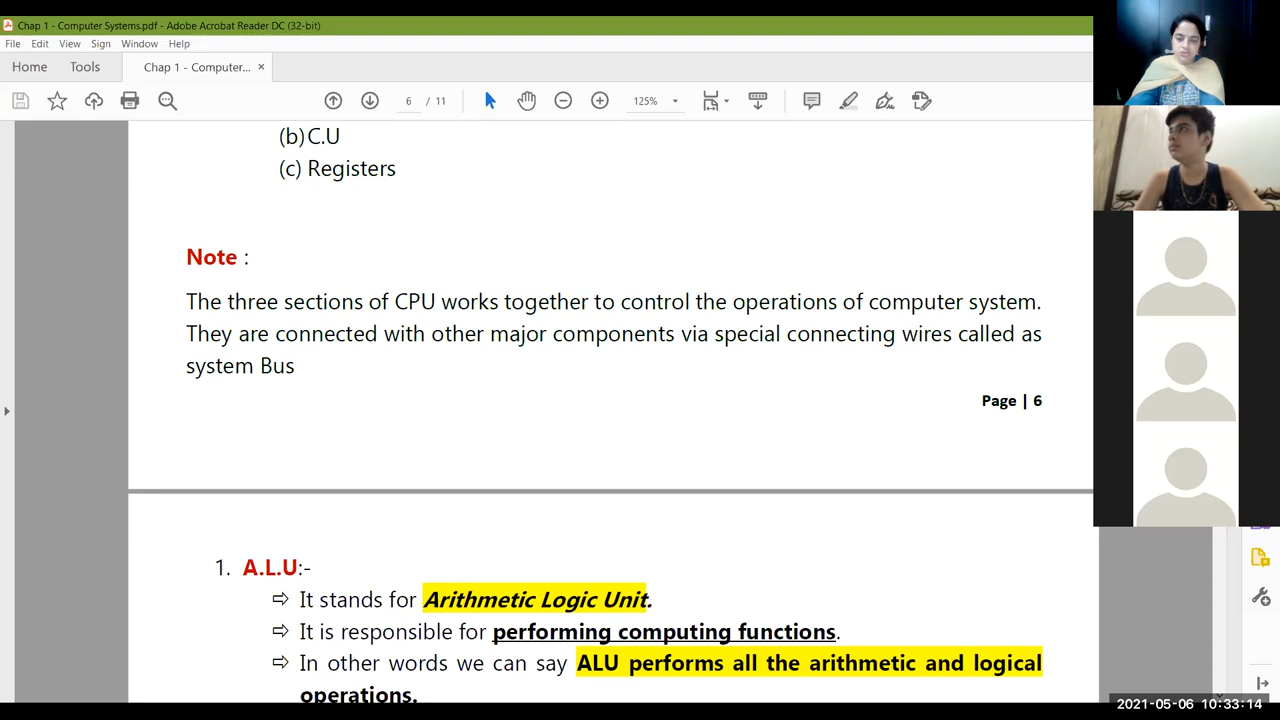 Chap 1 - Computer Systems.pdf - Adobe Acrobat Reader DC (32-bit)
File Edit View Sign Window Help
Home Tools Chap 1 - Computer... ×
6 / 11 125%
(b) C.U
(c) Registers
Note :
The three sections of CPU works together to control the operations of computer system.
They are connected with other major components via special connecting wires called as
system Bus
Page | 6
1. A.L.U:-
⇨ It stands for Arithmetic Logic Unit.
⇨ It is responsible for performing computing functions.
⇨ In other words we can say ALU performs all the arithmetic and logical
operations.
2021-05-06 10:33:14